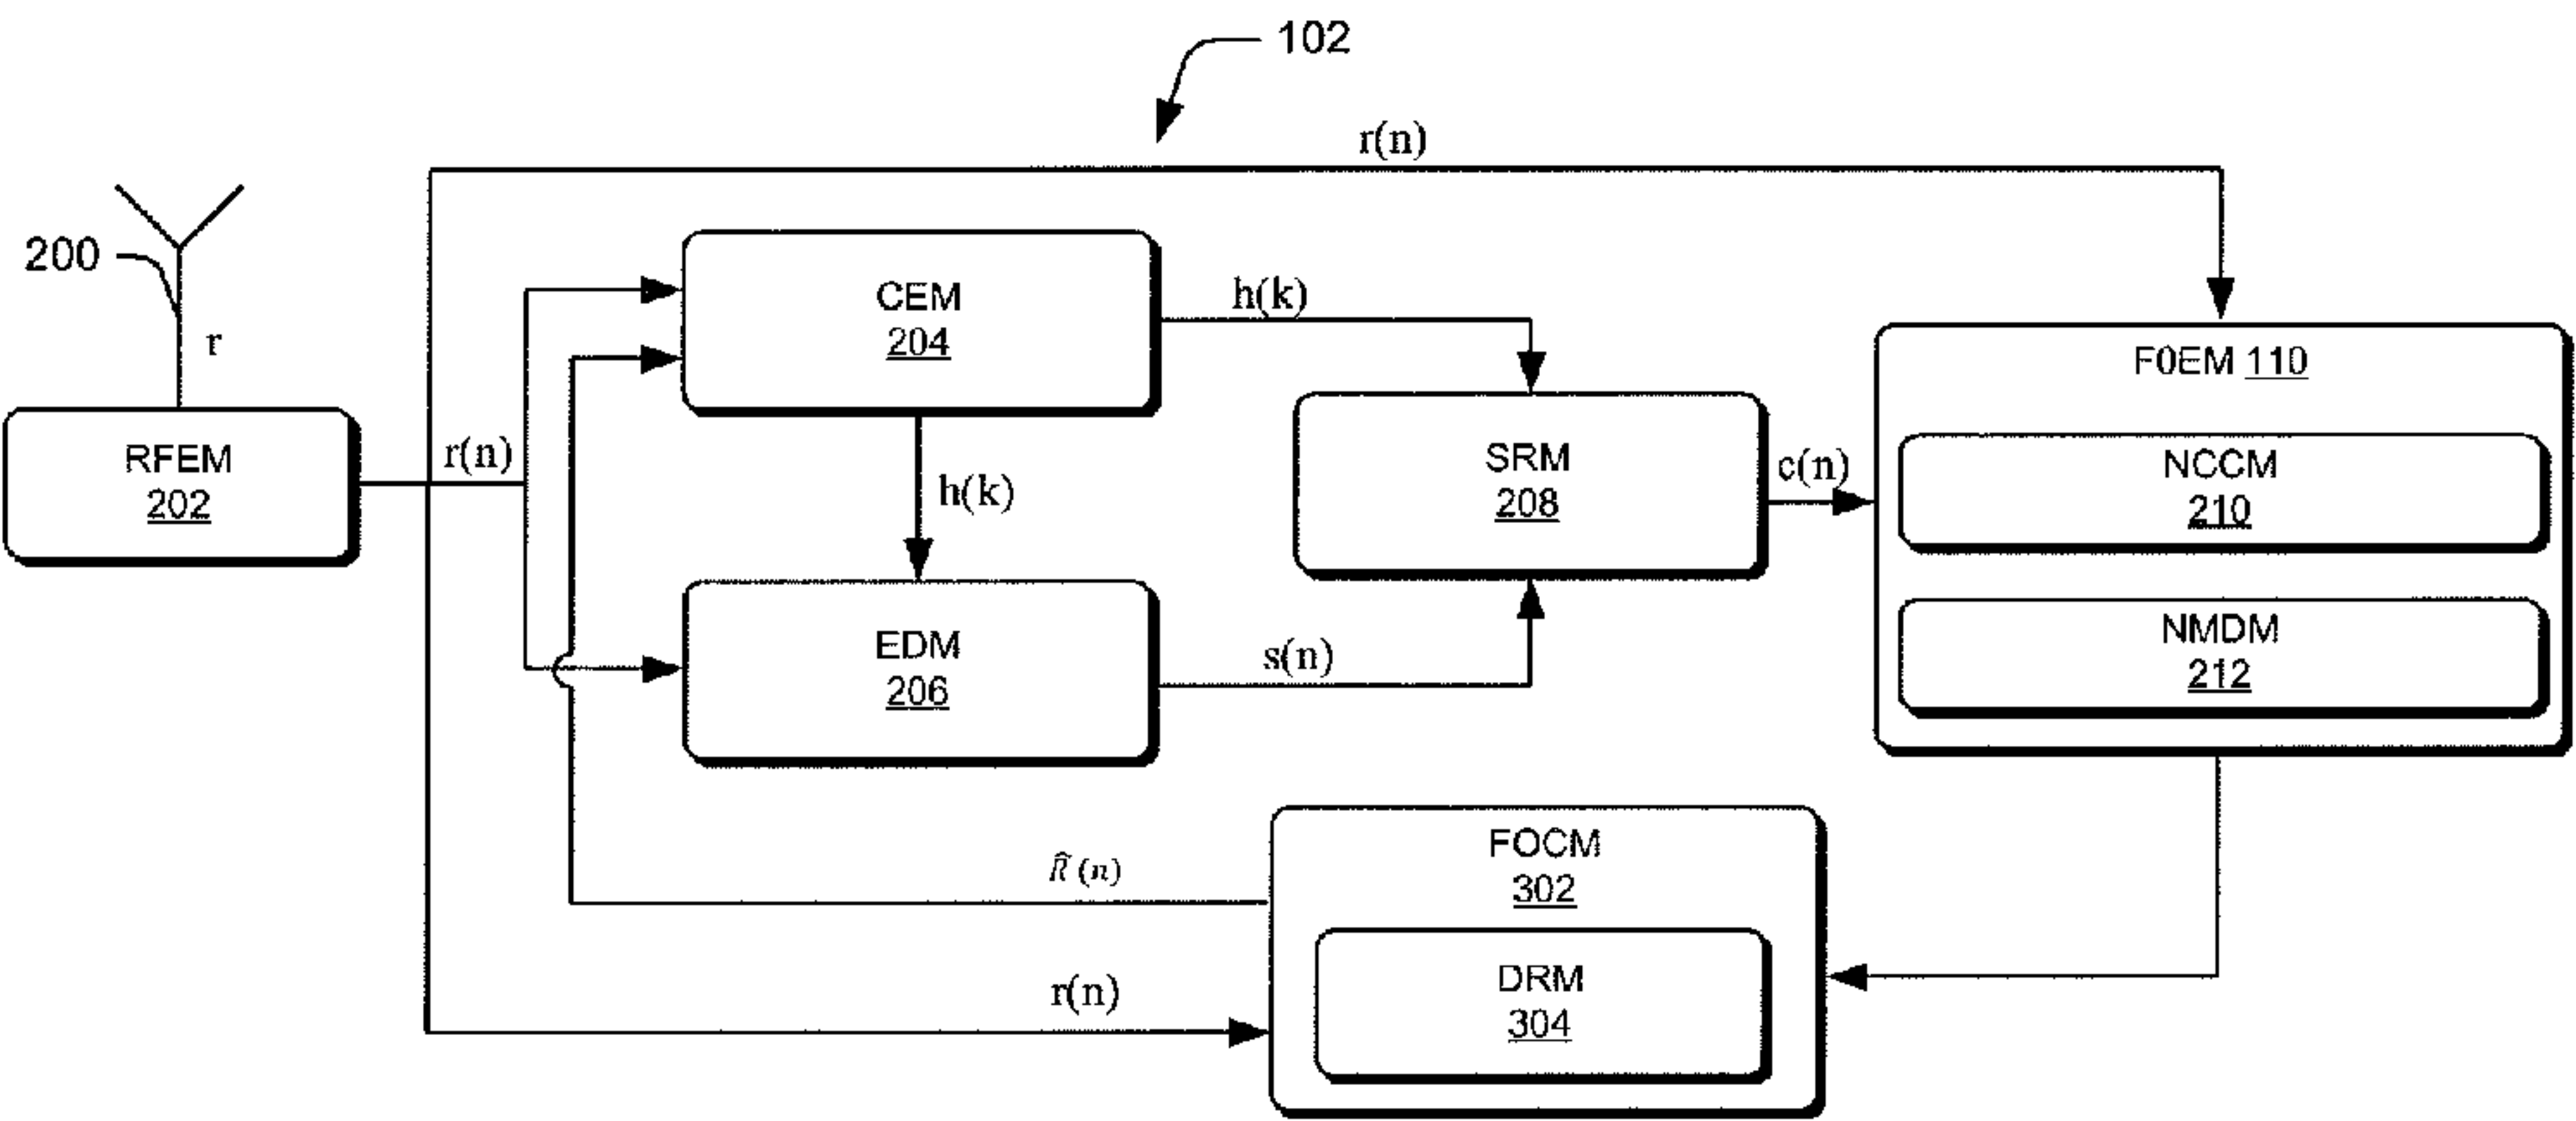 102
r(n)
200
r
CEM
204
h(k)
F0EM 110
RFEM
202
r(n)
h(k)
SRM
208
c(n)
NCCM
210
EDM
206
s(n)
NMDM
212
R̂ (n)
FOCM
302
r(n)
DRM
304